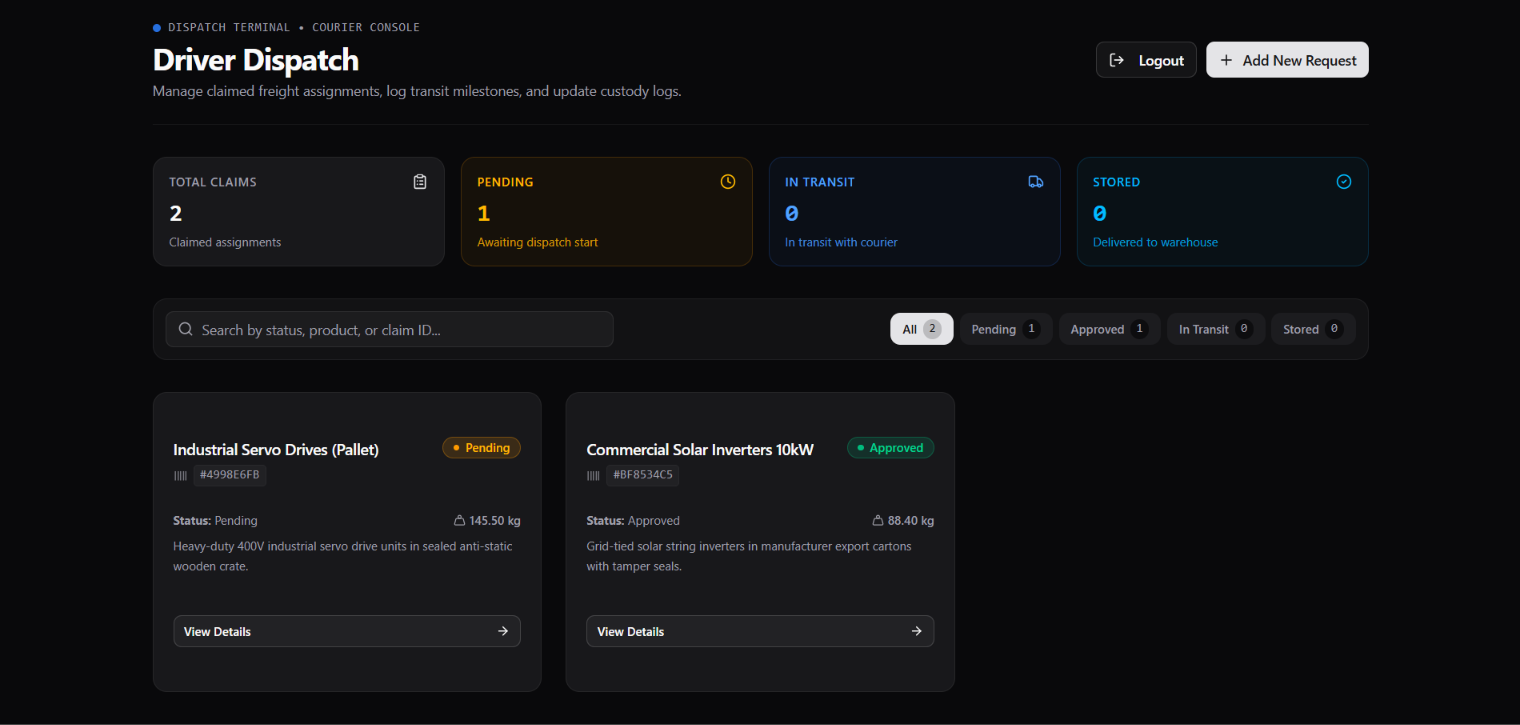 DISPATCH TERMINAL • COURIER CONSOLE
Driver Dispatch
Manage claimed freight assignments, log transit milestones, and update custody logs.
Logout
Add New Request
TOTAL CLAIMS
2
Claimed assignments
PENDING
1
Awaiting dispatch start
IN TRANSIT
0
In transit with courier
STORED
0
Delivered to warehouse
Search by status, product, or claim ID...
All 2
Pending 1
Approved 1
In Transit 0
Stored 0
Industrial Servo Drives (Pallet)
Pending
#4998E6FB
Status: Pending
145.50 kg
Heavy-duty 400V industrial servo drive units in sealed anti-static
wooden crate.
View Details
Commercial Solar Inverters 10kW
Approved
#BF8534C5
Status: Approved
88.40 kg
Grid-tied solar string inverters in manufacturer export cartons
with tamper seals.
View Details